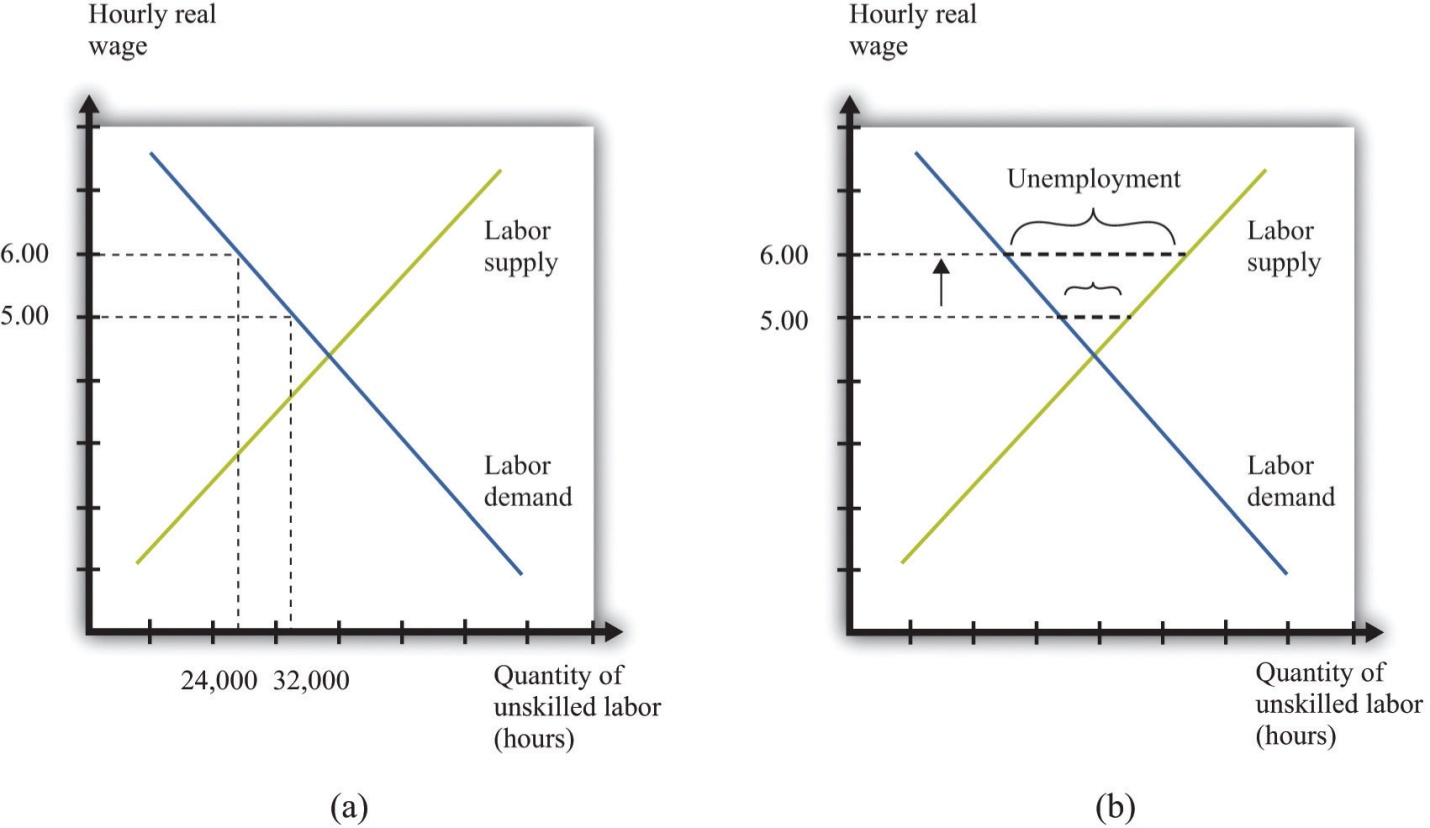 Hourly real
wage
6.00
5.00
Labor
supply
Labor
demand
24,000 32,000
Quantity of
unskilled labor
(hours)
(a)
Hourly real
wage
Unemployment
6.00
5.00
Labor
supply
Labor
demand
Quantity of
unskilled labor
(hours)
(b)